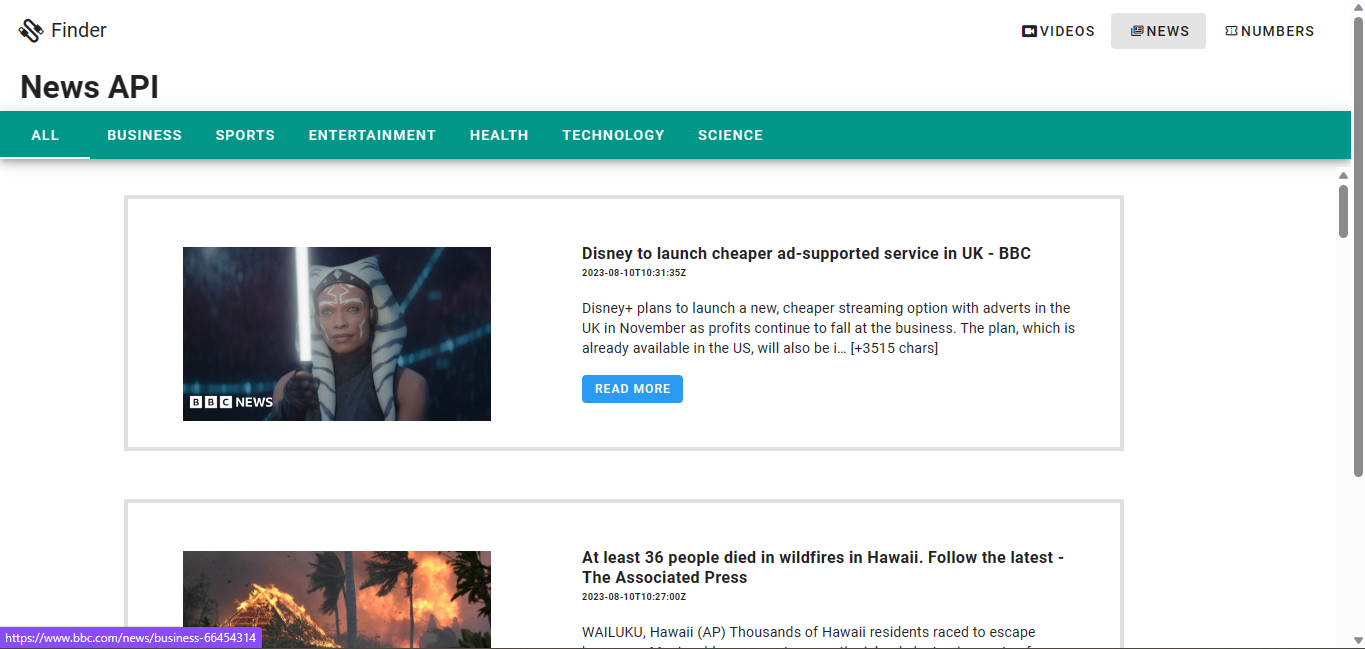 Finder
VIDEOS
NEWS
NUMBERS
News API
ALL
BUSINESS
SPORTS
ENTERTAINMENT
HEALTH
TECHNOLOGY
SCIENCE
BBC NEWS
Disney to launch cheaper ad-supported service in UK - BBC
2023-08-10T10:31:35Z
Disney+ plans to launch a new, cheaper streaming option with adverts in the
UK in November as profits continue to fall at the business. The plan, which is
already available in the US, will also be i… [+3515 chars]
READ MORE
At least 36 people died in wildfires in Hawaii. Follow the latest -
The Associated Press
2023-08-10T10:27:00Z
WAILUKU, Hawaii (AP) Thousands of Hawaii residents raced to escape
https://www.bbc.com/news/business-66454314